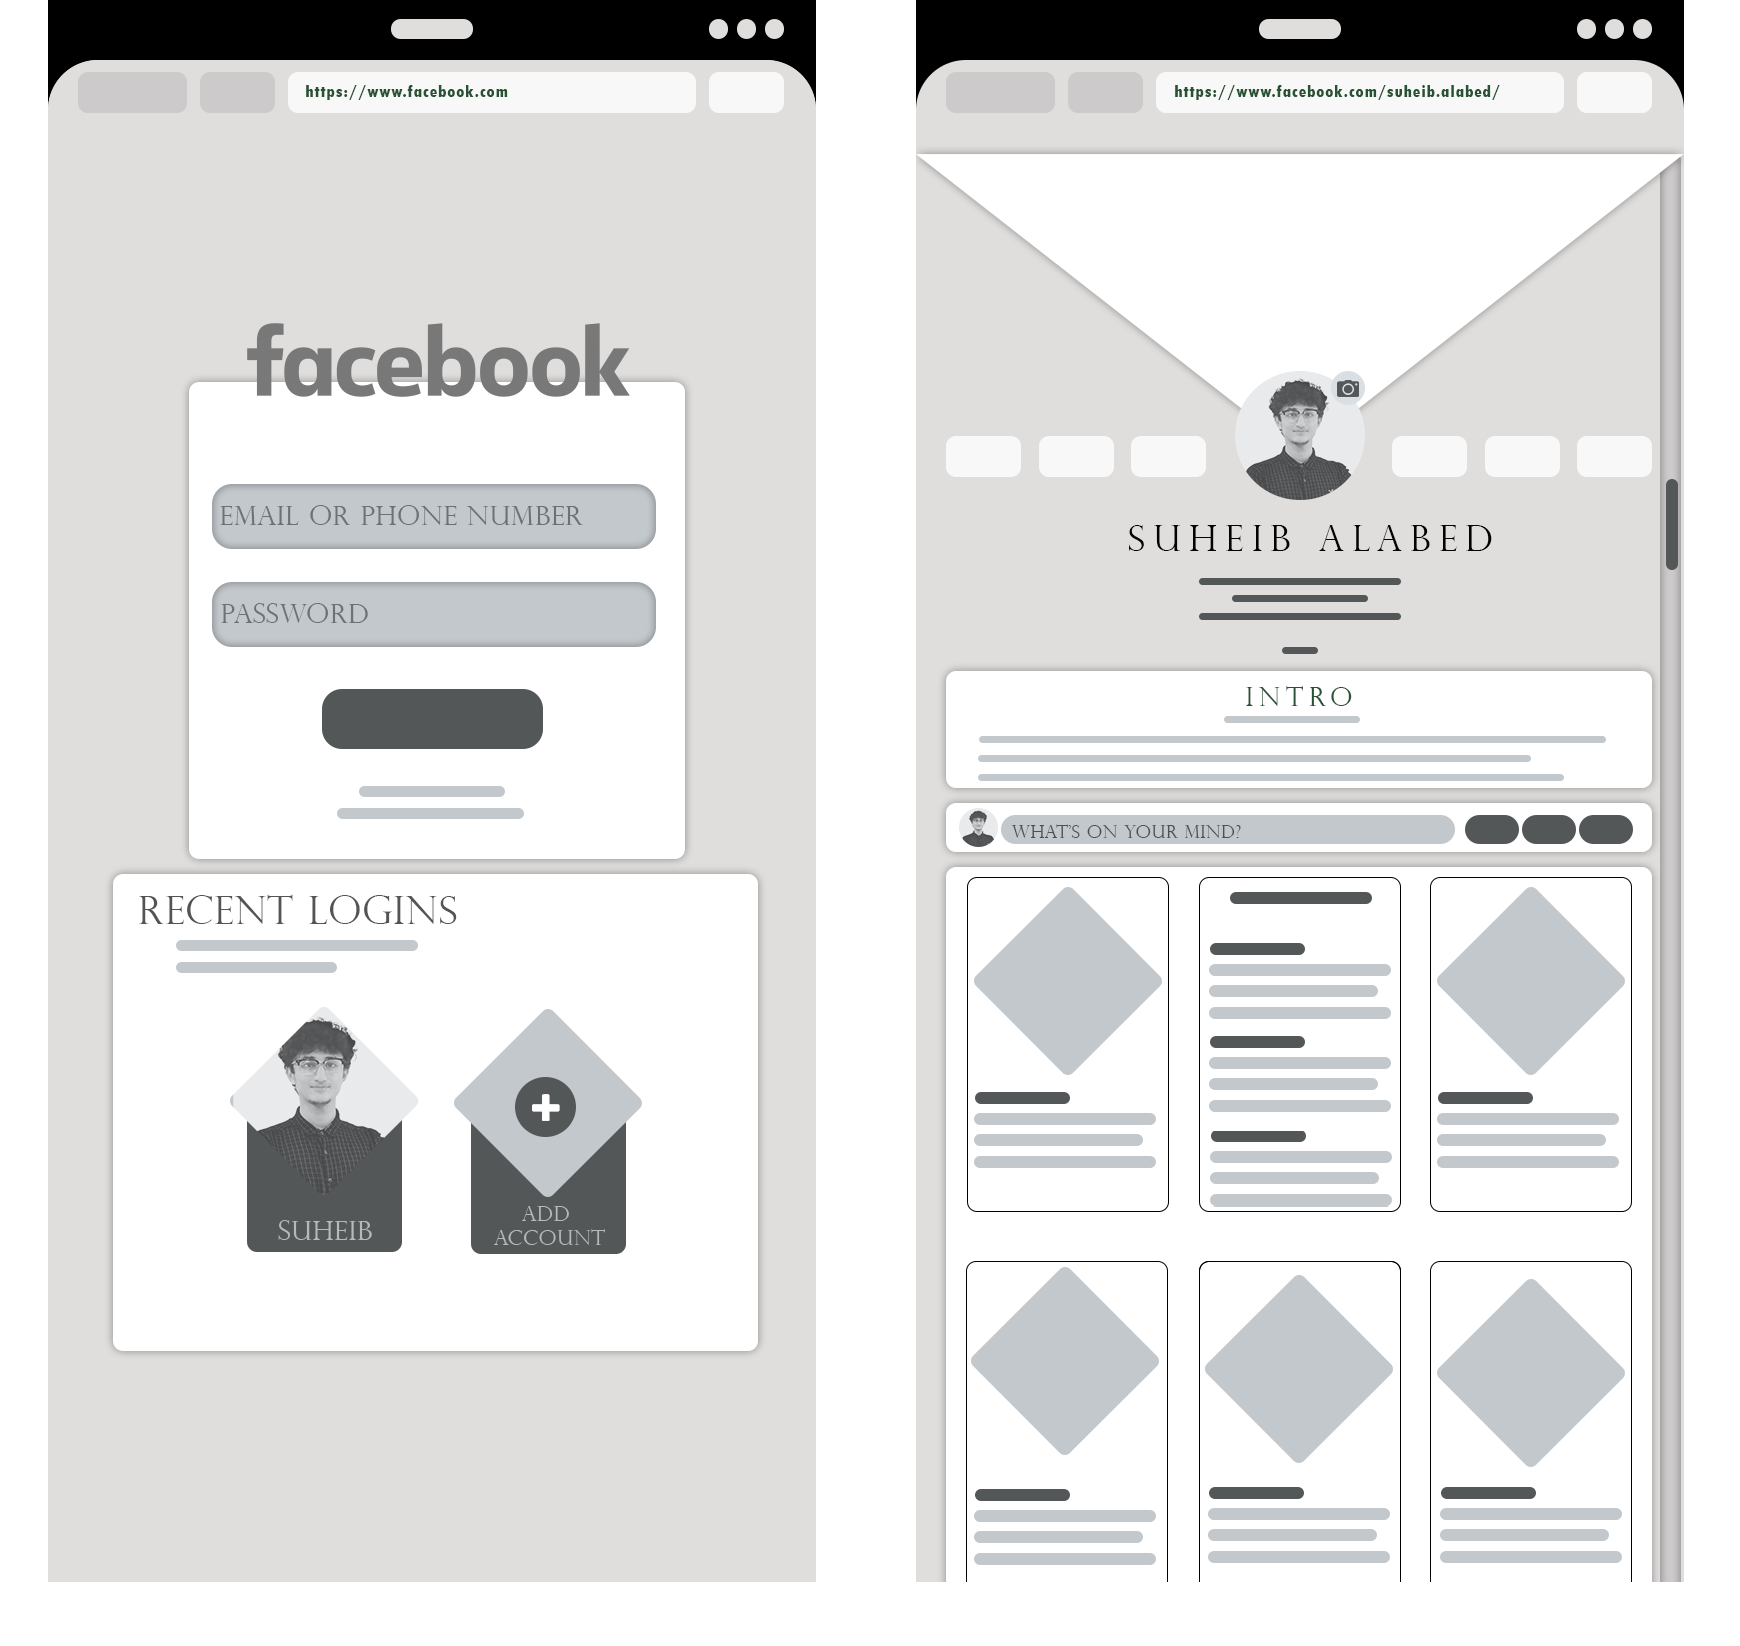 https://www.facebook.com
facebook
EMAIL OR PHONE NUMBER
PASSWORD
RECENT LOGINS
SUHEIB
ADD
ACCOUNT
https://www.facebook.com/suheib.alabed/
SUHEIB ALABED
INTRO
WHAT'S ON YOUR MIND?